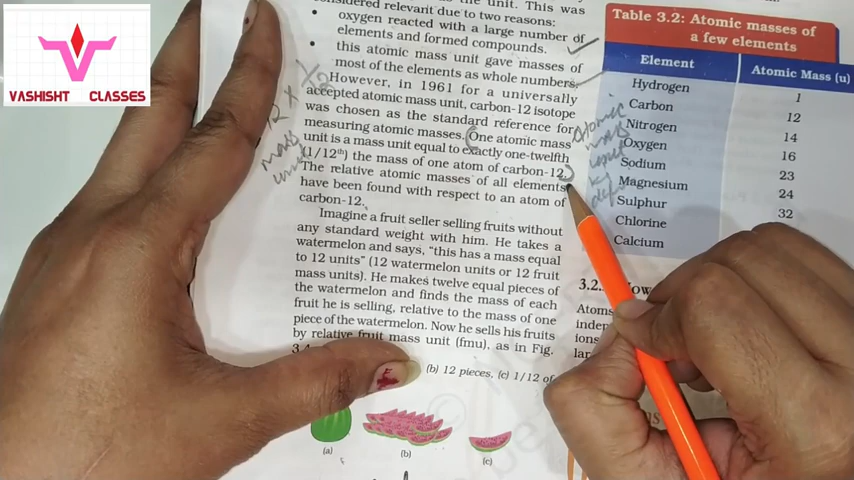 VASHISHT CLASSES
the unit. This was
considered relevant due to two reasons:
• oxygen reacted with a large number of
elements and formed compounds.
• this atomic mass unit gave masses of
most of the elements as whole numbers.
However, in 1961 for a universally
accepted atomic mass unit, carbon-12 isotope
was chosen as the standard reference for
measuring atomic masses. One atomic mass
unit is a mass unit equal to exactly one-twelfth
(1/12th) the mass of one atom of carbon-12.
The relative atomic masses of all elements
have been found with respect to an atom of
carbon-12.
Imagine a fruit seller selling fruits without
any standard weight with him. He takes a
watermelon and says, "this has a mass equal
to 12 units" (12 watermelon units or 12 fruit
mass units). He makes twelve equal pieces of
the watermelon and finds the mass of each
fruit he is selling, relative to the mass of one
piece of the watermelon. Now he sells his fruits
by relative fruit mass unit (fmu), as in Fig.
3.4
(b) 12 pieces, (c) 1/12 of
(a)
(b)
(c)
mass
unit
Atomic
mass
Table 3.2: Atomic masses of
a few elements
Element Atomic Mass (u)
Hydrogen 1
Carbon 12
Nitrogen 14
Oxygen 16
Sodium 23
Magnesium 24
Sulphur 32
Chlorine
Calcium
3.2.
Atoms
indep
ions
lar